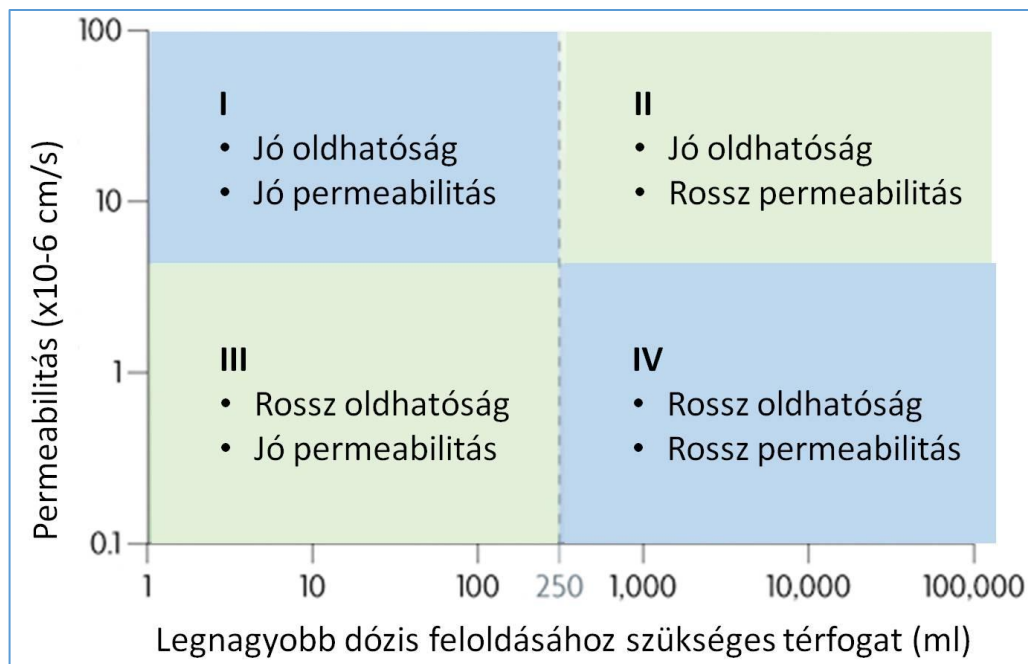 100
10
1
0.1
Permeabilitás (x10-6 cm/s)
I
• Jó oldhatóság
• Jó permeabilitás
II
• Jó oldhatóság
• Rossz permeabilitás
III
• Rossz oldhatóság
• Jó permeabilitás
IV
• Rossz oldhatóság
• Rossz permeabilitás
1 10 100 250 1,000 10,000 100,000
Legnagyobb dózis feloldásához szükséges térfogat (ml)